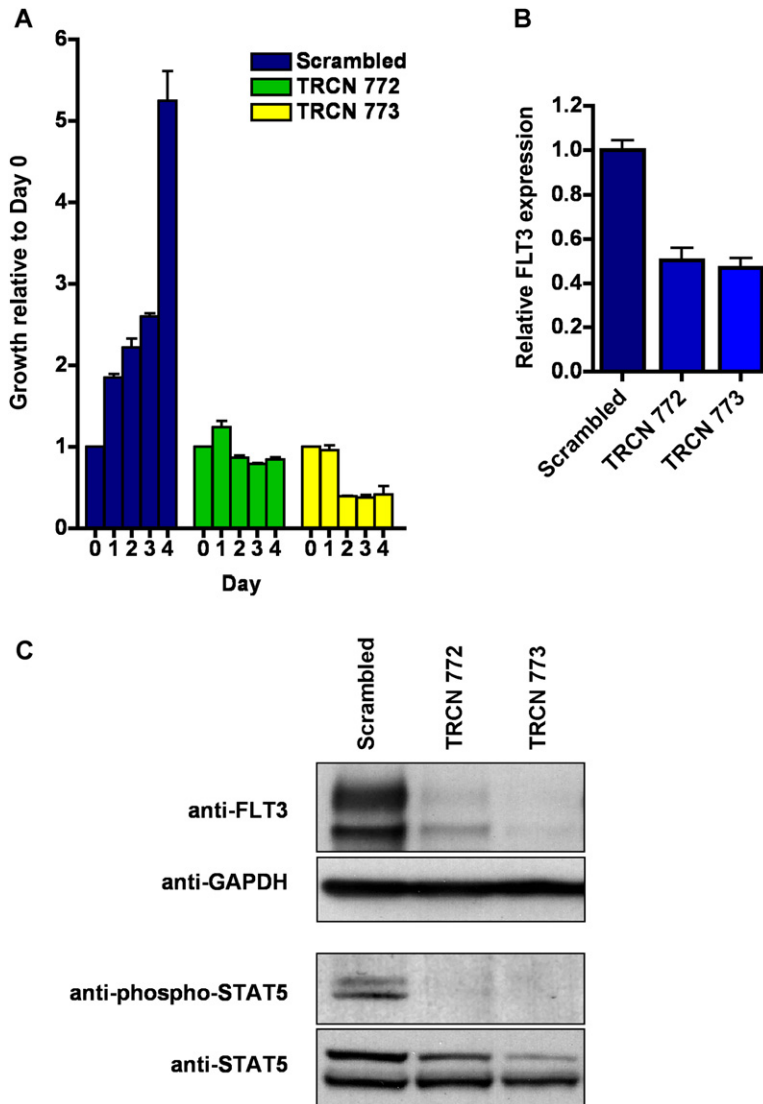 A
Growth relative to Day 0
6
5
4
3
2
1
0
Scrambled
TRCN 772
TRCN 773
0 1 2 3 4 0 1 2 3 4 0 1 2 3 4
Day
B
Relative FLT3 expression
1.2
1.0
0.8
0.6
0.4
0.2
0.0
Scrambled
TRCN 772
TRCN 773
C
Scrambled
TRCN 772
TRCN 773
anti-FLT3
anti-GAPDH
anti-phospho-STAT5
anti-STAT5